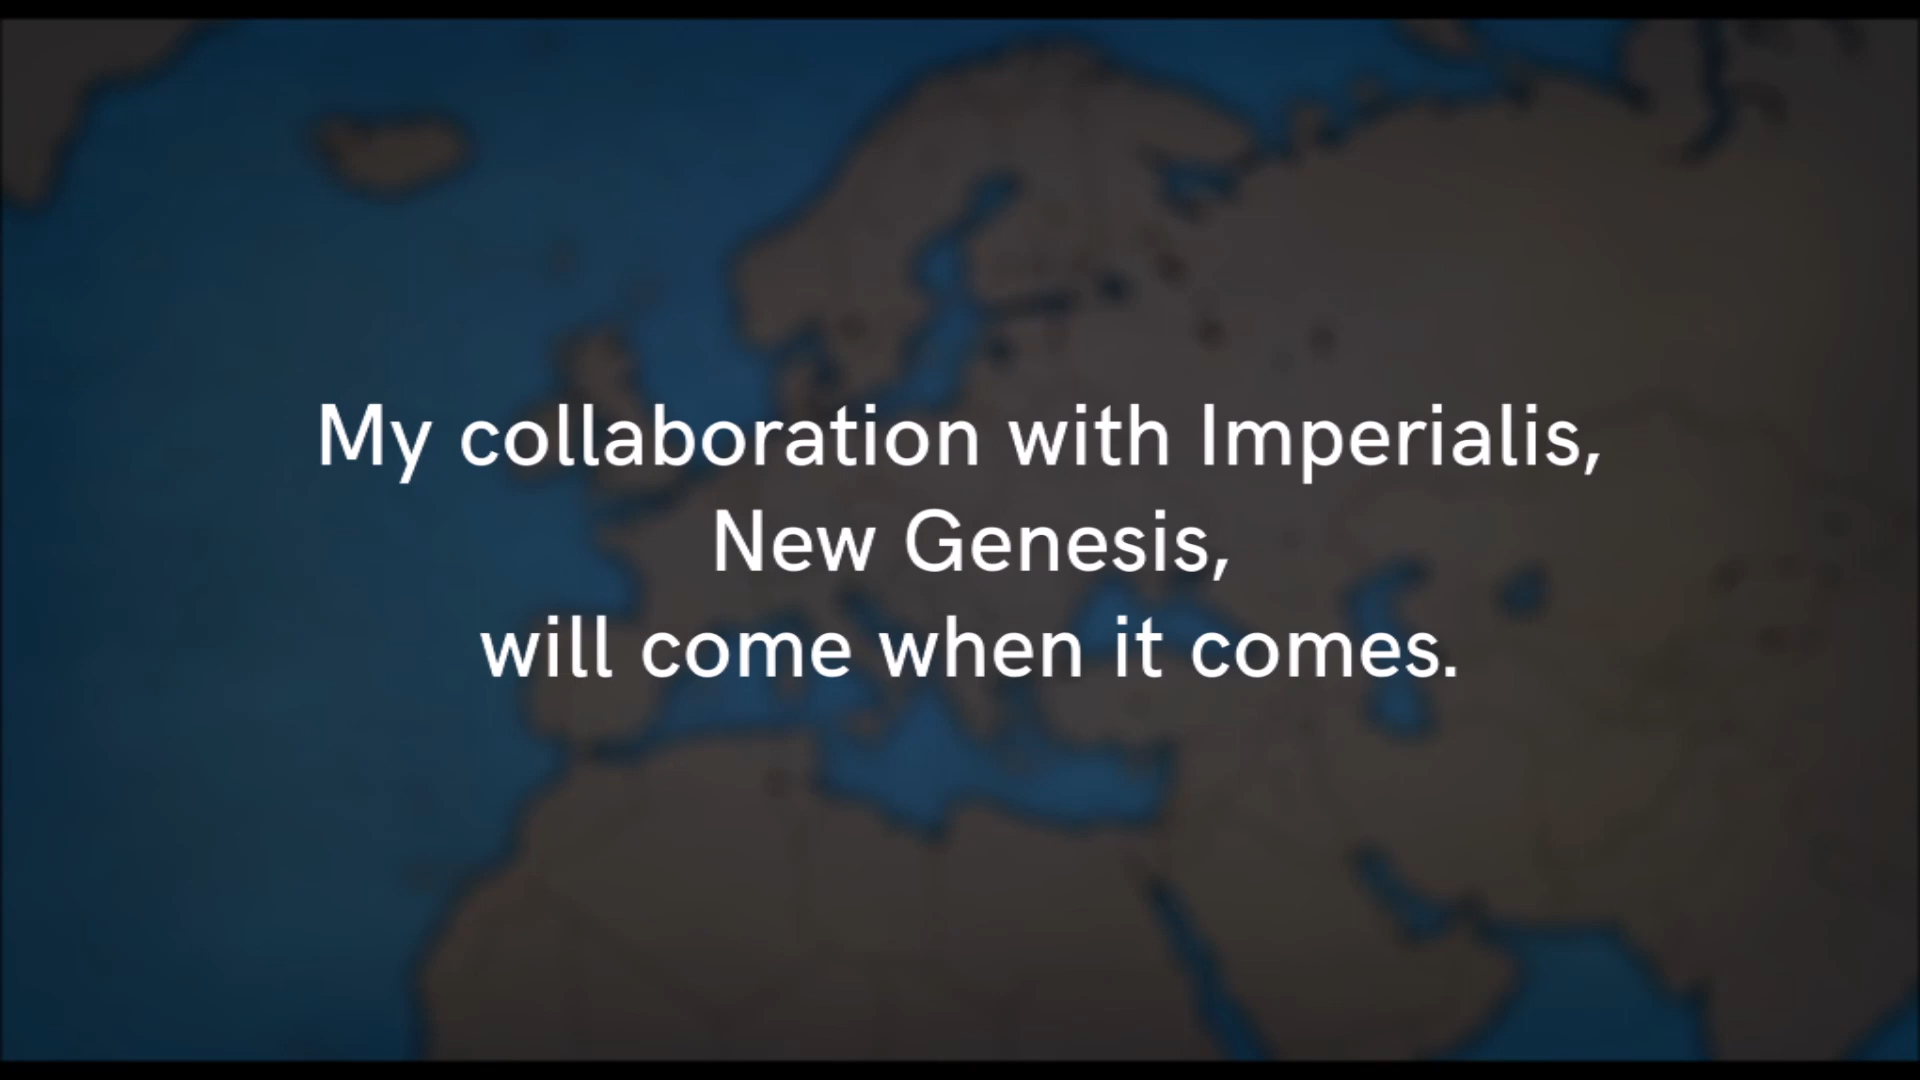 My collaboration with Imperialis,
New Genesis,
will come when it comes.